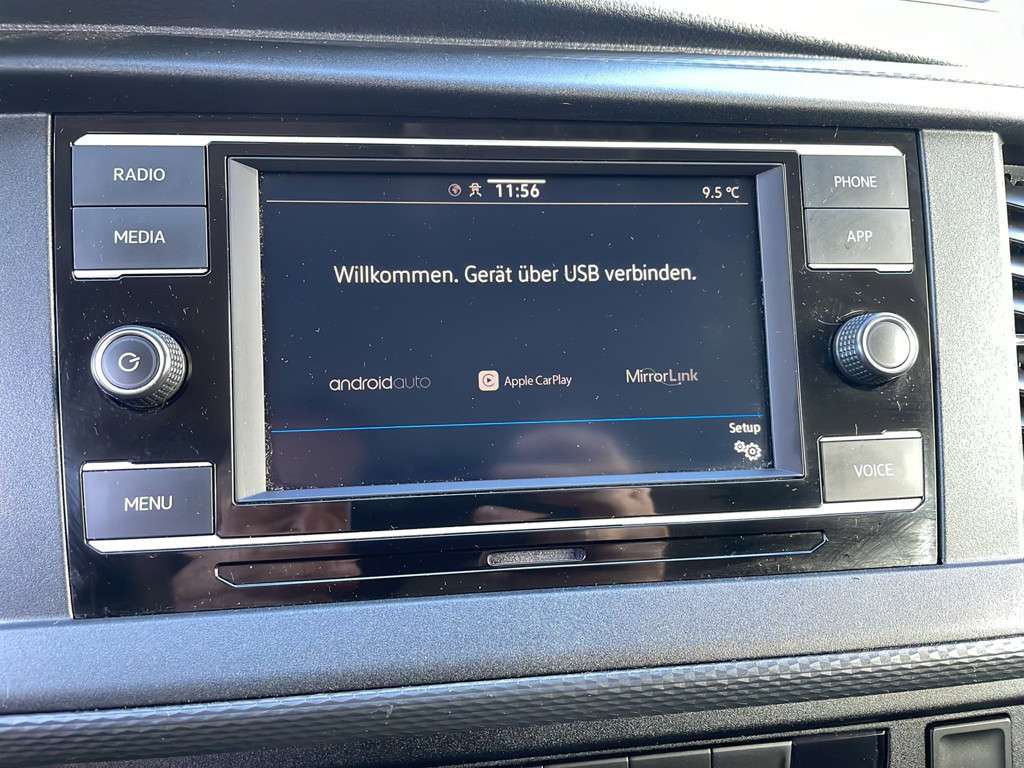 RADIO
MEDIA
MENU
11:56
9.5 °C
Willkommen. Gerät über USB verbinden.
androidauto
Apple CarPlay
MirrorLink
Setup
PHONE
APP
VOICE